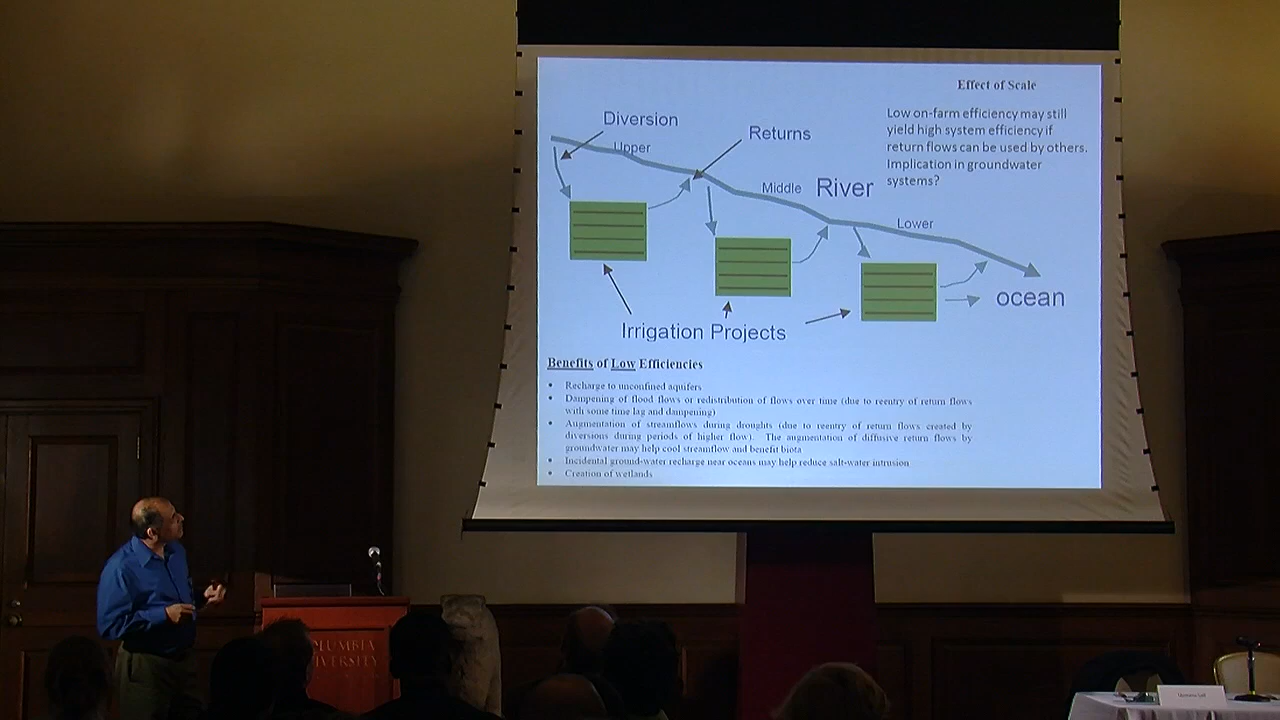 Effect of Scale
Low on-farm efficiency may still
yield high system efficiency if
return flows can be used by others.
Implication in groundwater
systems?
Diversion
Returns
Upper
Middle
River
Lower
ocean
Irrigation Projects
Benefits of Low Efficiencies
• Recharge to unconfined aquifers
• Dampening of flood flows or redistribution of flows over time (due to reentry of return flows
with some time lag and dampening)
• Augmentation of streamflows during droughts (due to reentry of return flows created by
diversions during periods of higher flow). The augmentation of diffusive return flows by
groundwater may help cool streamflow and benefit biota
• Incidental ground-water recharge near oceans may help reduce salt-water intrusion
• Creation of wetlands
OLUMBIA
IVERSITY